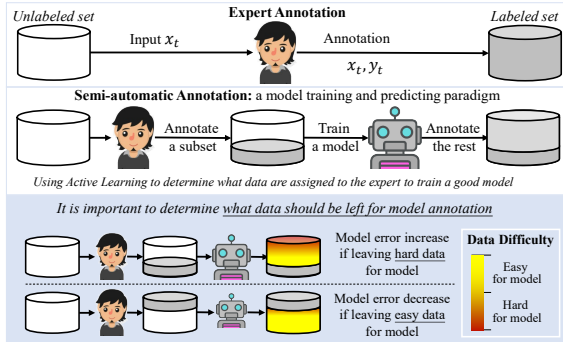 Unlabeled set
Expert Annotation
Labeled set
Input x_t
Annotation
x_t, y_t
Semi-automatic Annotation: a model training and predicting paradigm
Annotate
a subset
Train
a model
Annotate
the rest
Using Active Learning to determine what data are assigned to the expert to train a good model
It is important to determine what data should be left for model annotation
Model error increase
if leaving hard data
for model
Model error decrease
if leaving easy data
for model
Data Difficulty
Easy
for model
Hard
for model